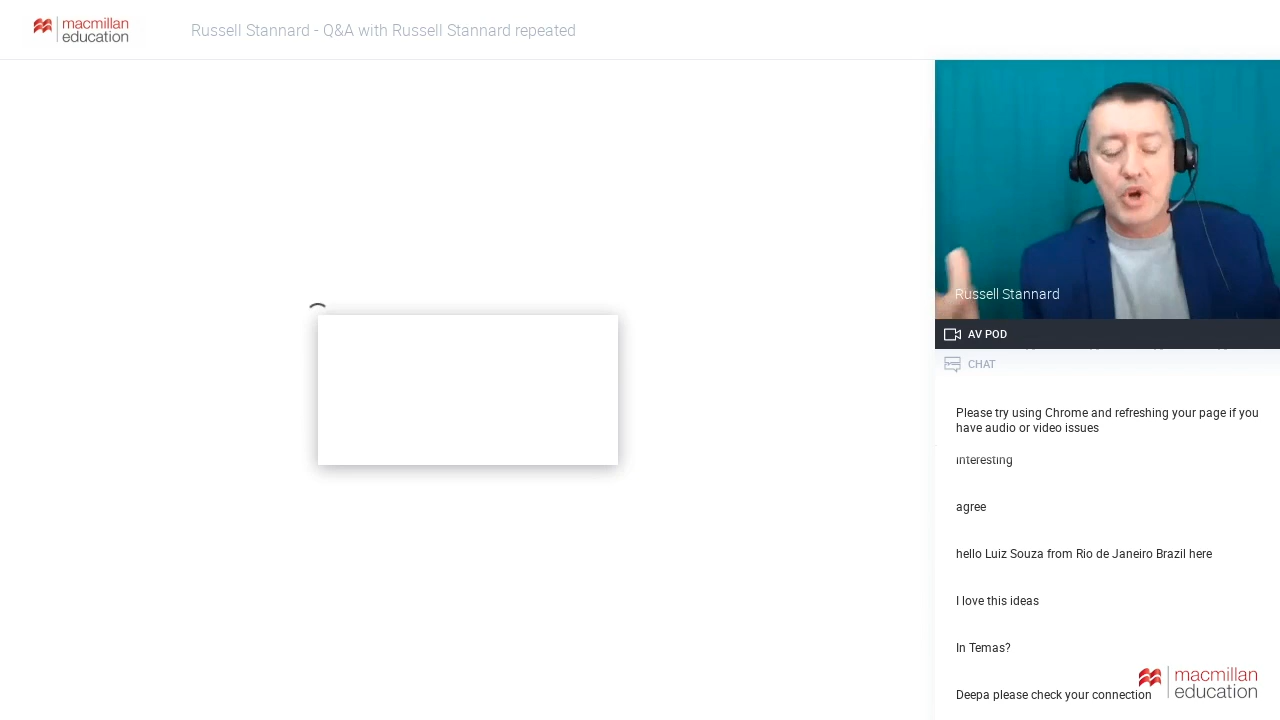 macmillan
education
Russell Stannard - Q&A with Russell Stannard repeated
Russell Stannard
AV POD
CHAT
Please try using Chrome and refreshing your page if you
have audio or video issues
interesting
agree
hello Luiz Souza from Rio de Janeiro Brazil here
I love this ideas
In Temas?
Deepa please check your connection
macmillan
education